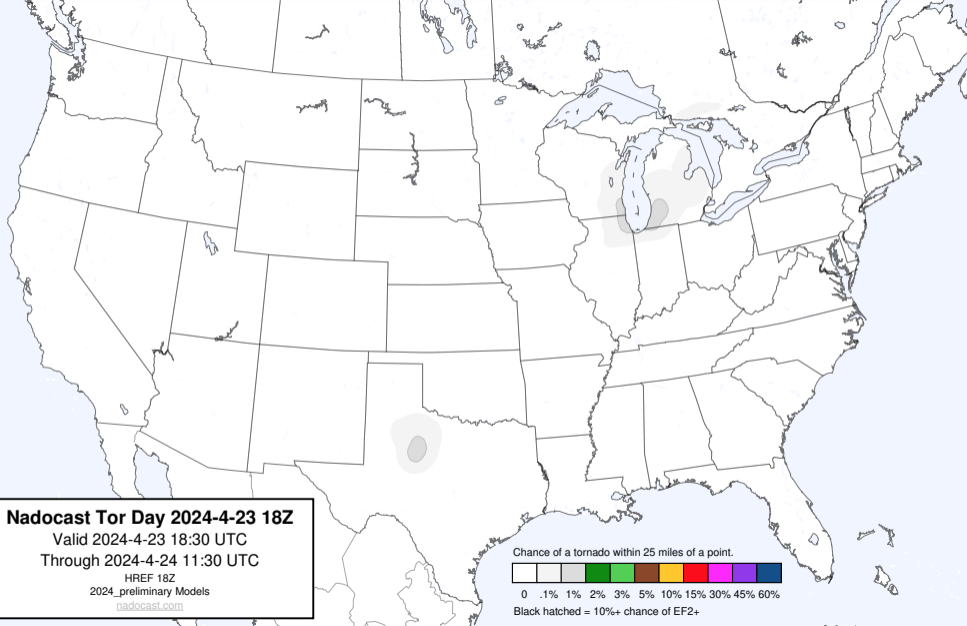 Nadocast Tor Day 2024-4-23 18Z
Valid 2024-4-23 18:30 UTC
Through 2024-4-24 11:30 UTC
HREF 18Z
2024_preliminary Models
nadocast.com
Chance of a tornado within 25 miles of a point.
0 .1% 1% 2% 3% 5% 10% 15% 30% 45% 60%
Black hatched = 10%+ chance of EF2+